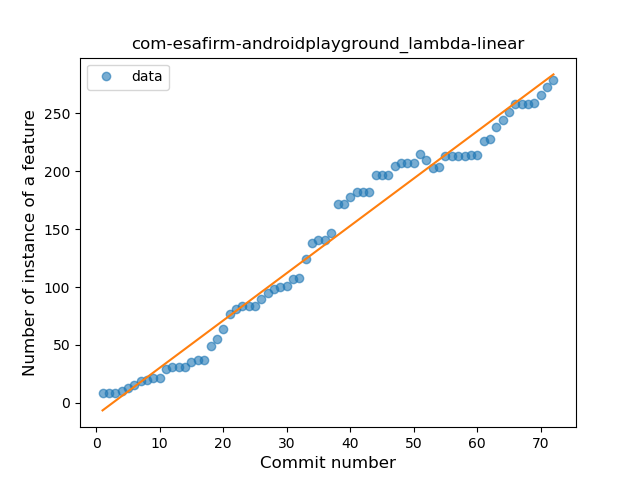 com-esafirm-androidplayground_lambda-linear
data
Number of instance of a feature
250
200
150
100
50
0
0 10 20 30 40 50 60 70
Commit number